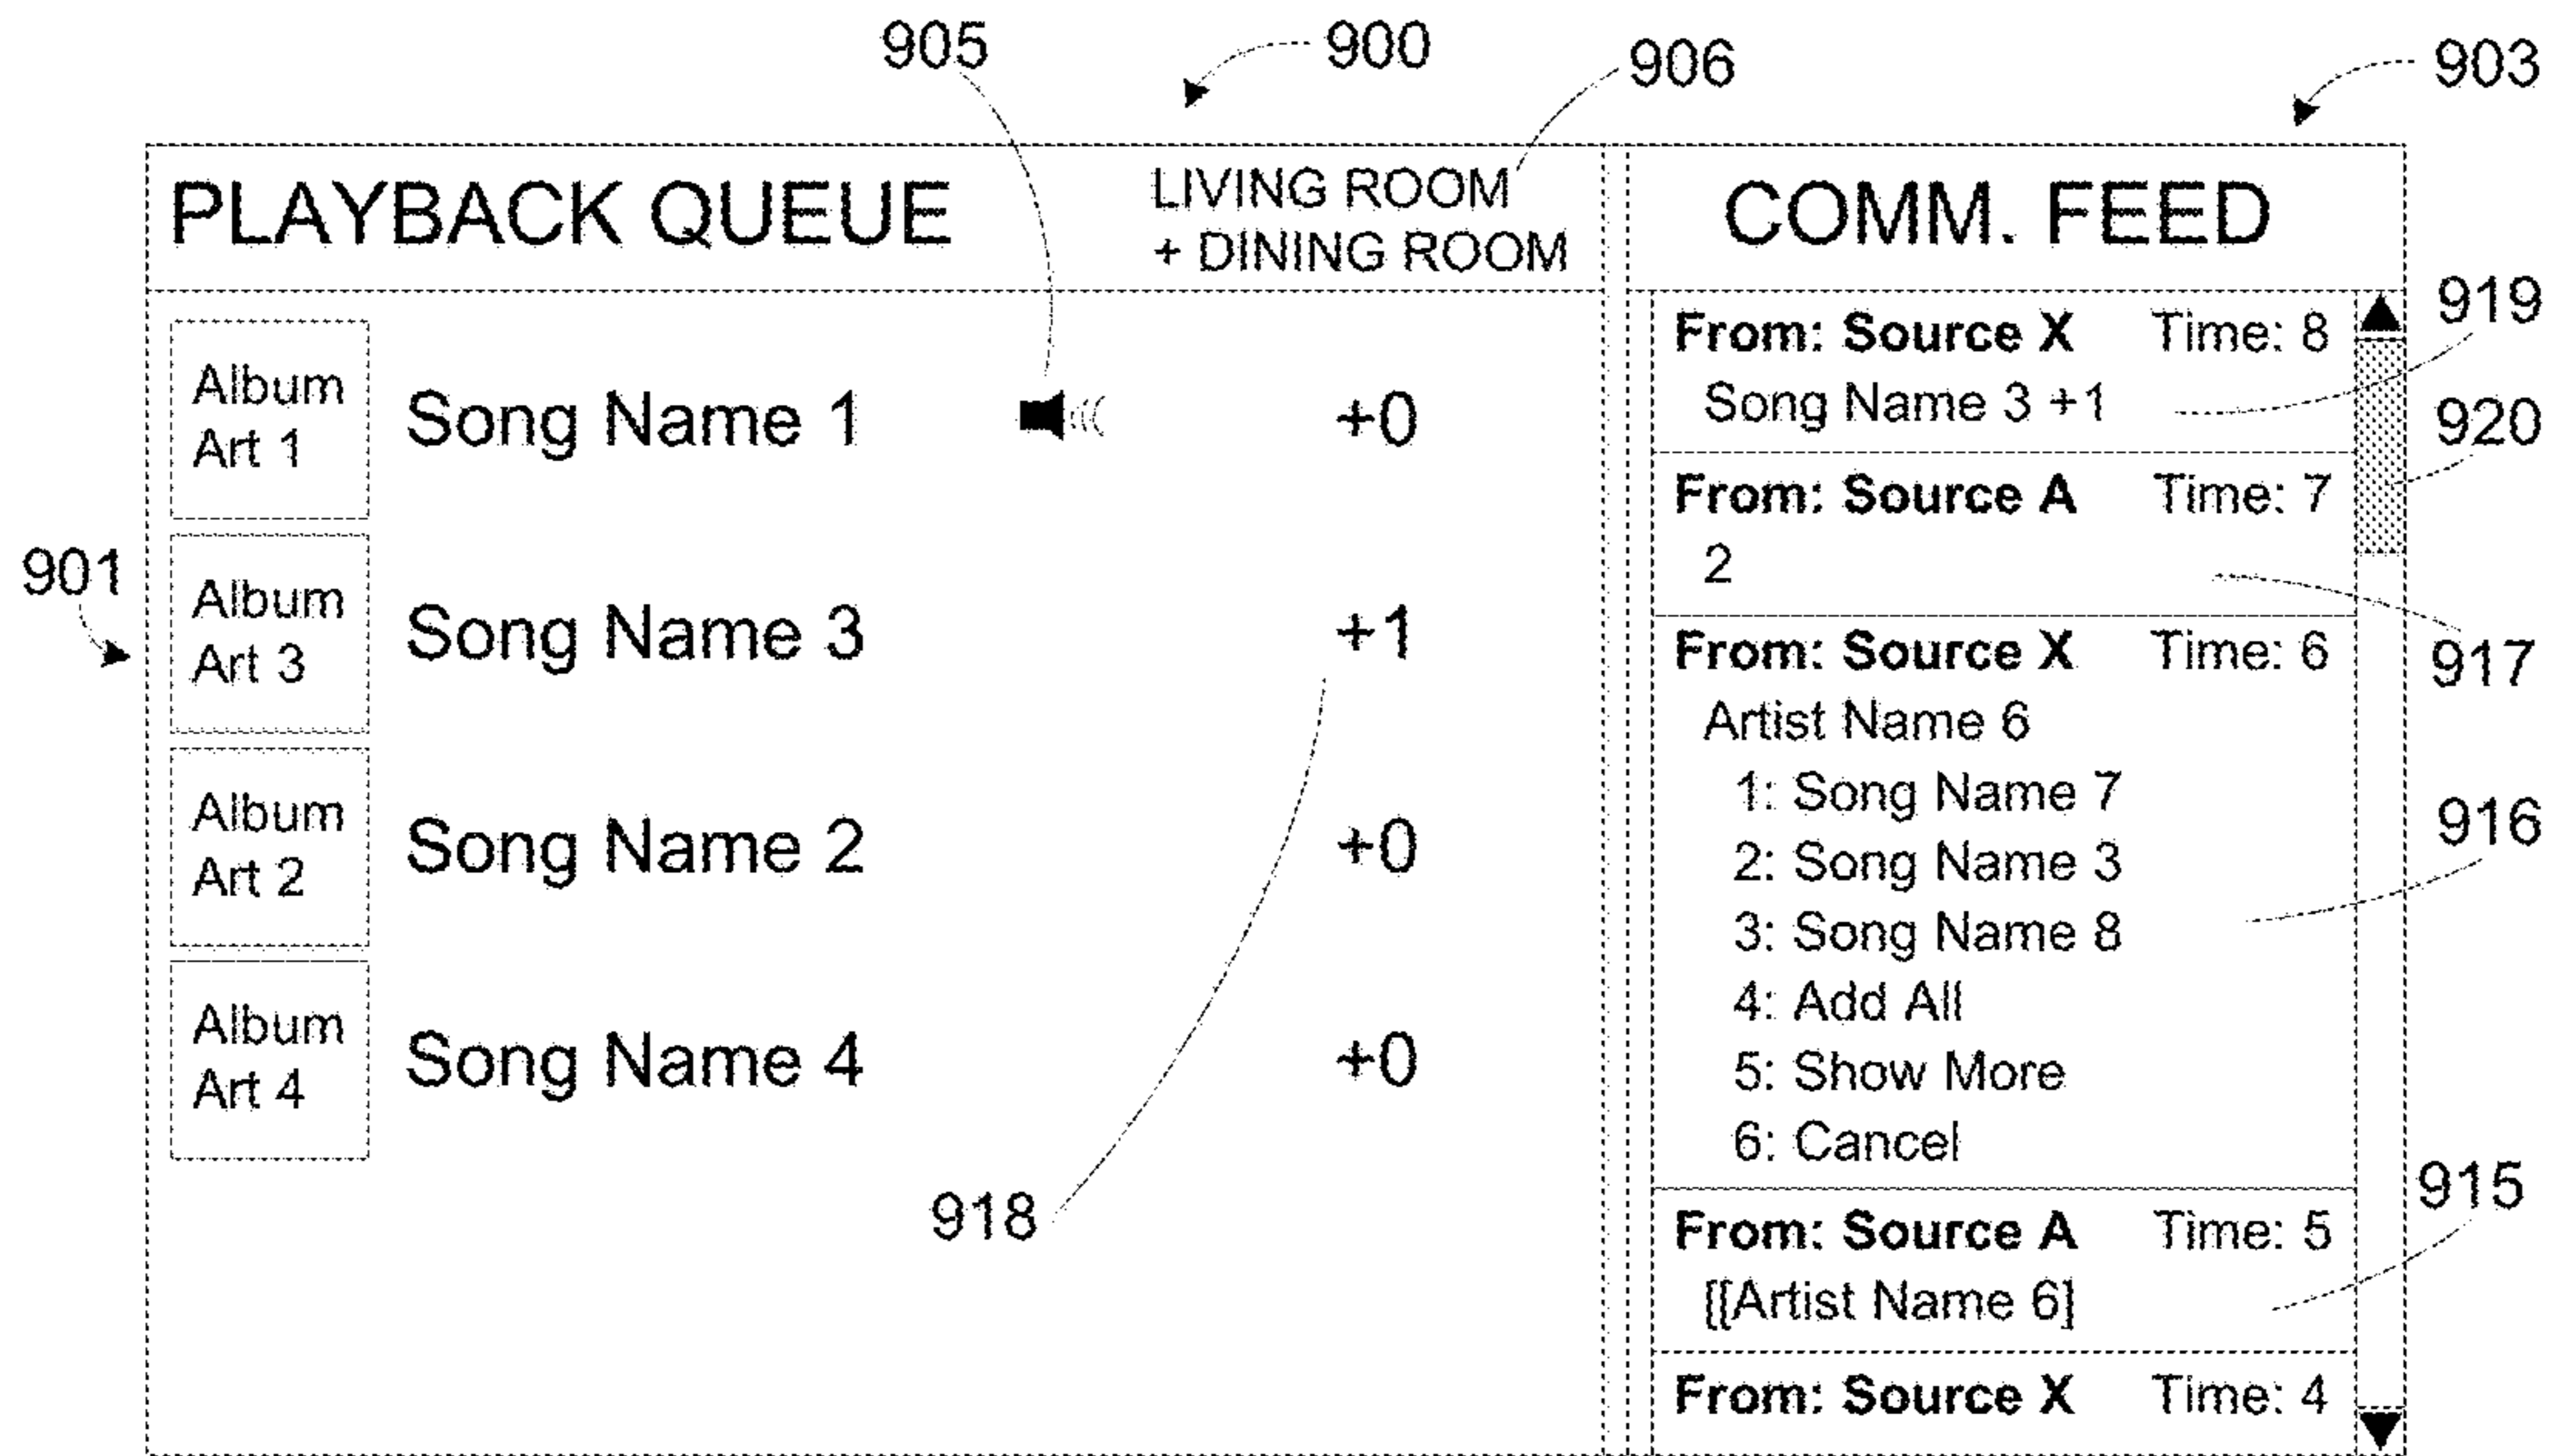 905
900
906
903
PLAYBACK QUEUE
LIVING ROOM
+ DINING ROOM
COMM. FEED
901
Album
Art 1
Song Name 1
+0
Album
Art 3
Song Name 3
+1
Album
Art 2
Song Name 2
+0
Album
Art 4
Song Name 4
+0
918
From: Source X Time: 8
Song Name 3 +1
919
920
From: Source A Time: 7
2
917
From: Source X Time: 6
Artist Name 6
1: Song Name 7
2: Song Name 3
3: Song Name 8
4: Add All
5: Show More
6: Cancel
916
From: Source A Time: 5
[[Artist Name 6]
915
From: Source X Time: 4